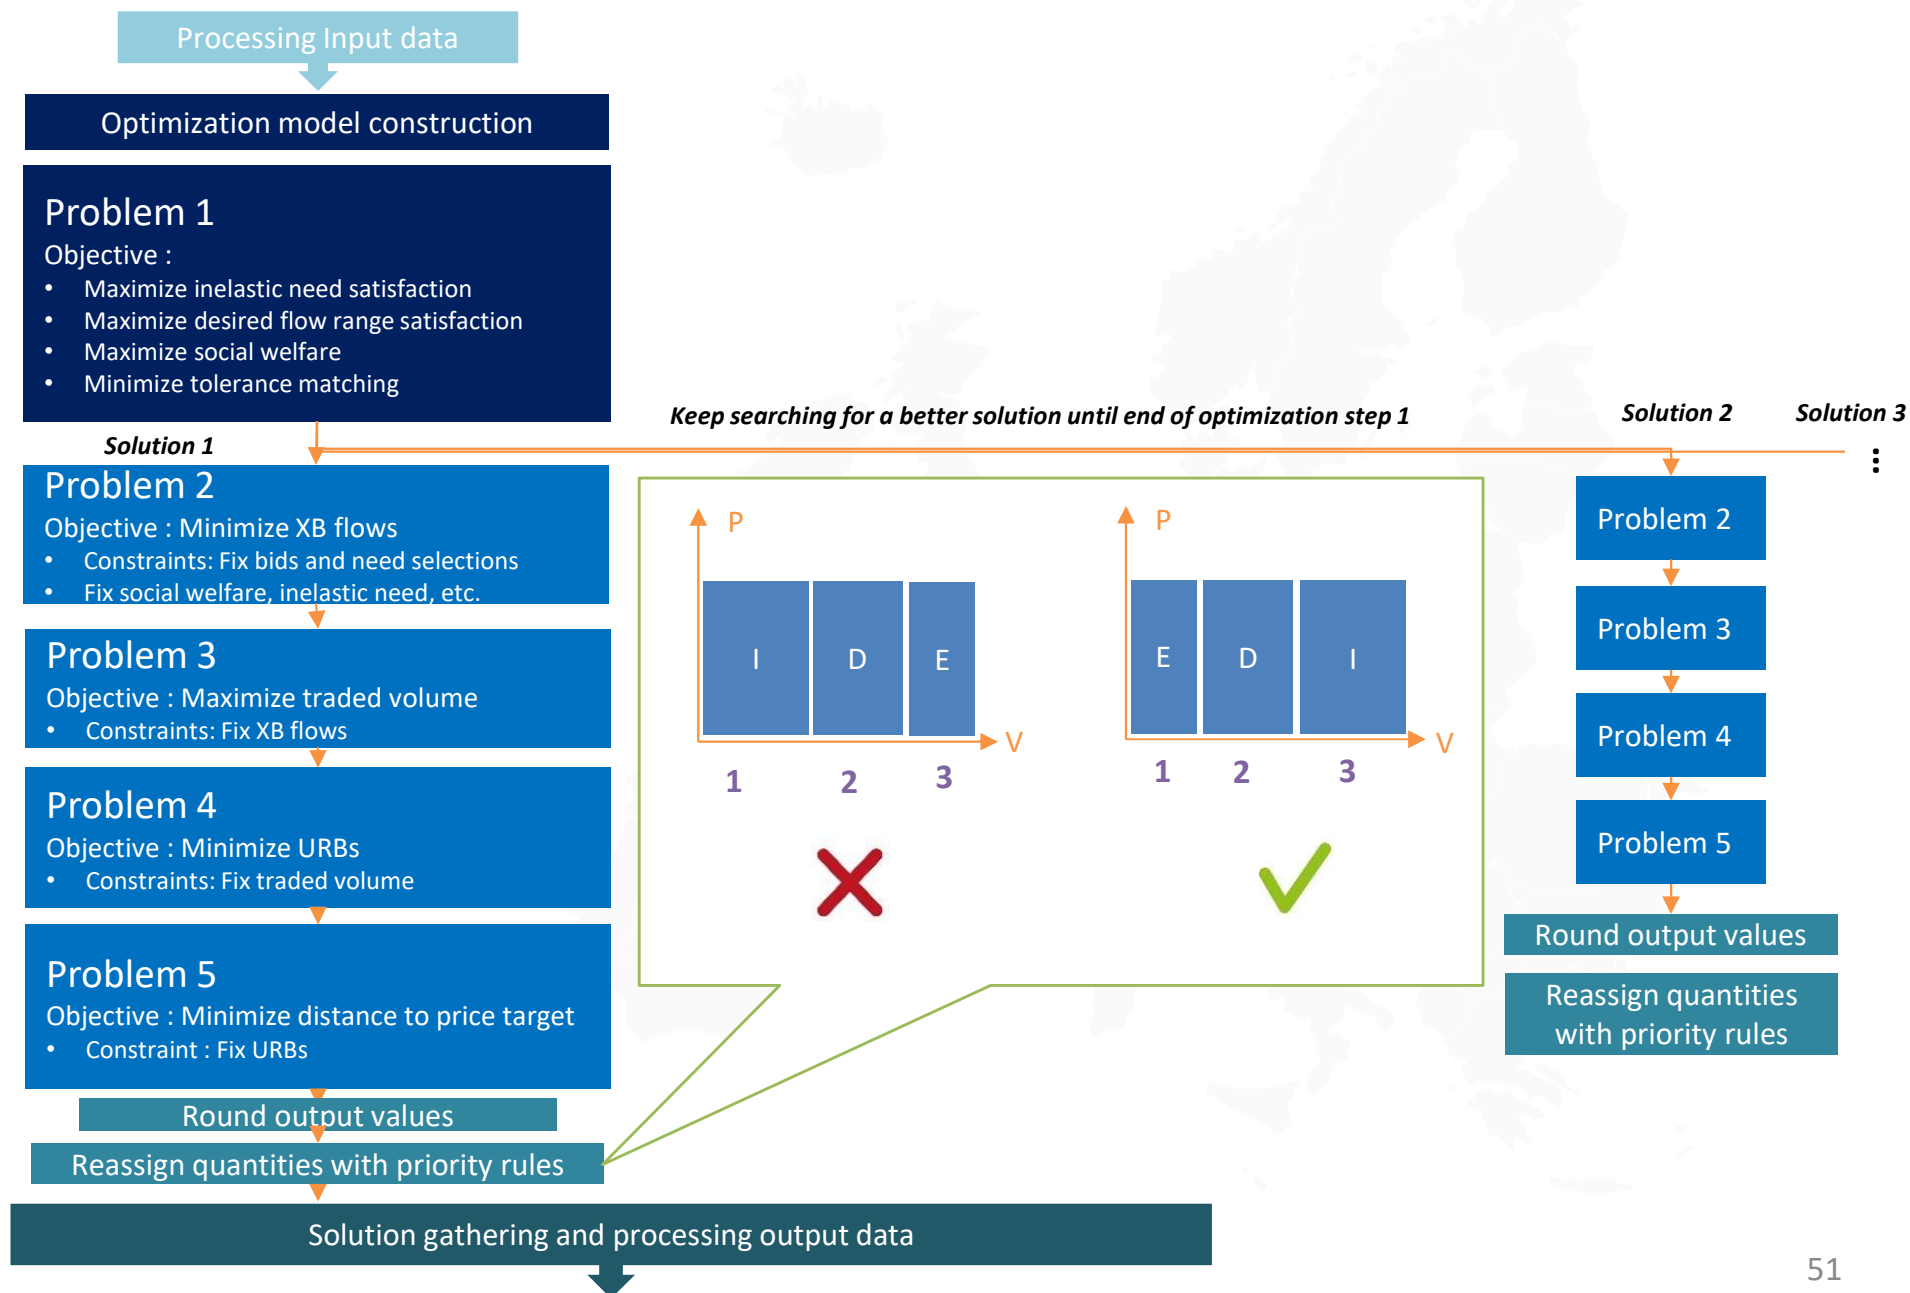 Processing Input data
Optimization model construction
Problem 1
Objective :
• Maximize inelastic need satisfaction
• Maximize desired flow range satisfaction
• Maximize social welfare
• Minimize tolerance matching
Solution 1
Keep searching for a better solution until end of optimization step 1
Solution 2
Solution 3
⋮
Problem 2
Objective : Minimize XB flows
• Constraints: Fix bids and need selections
• Fix social welfare, inelastic need, etc.
Problem 3
Objective : Maximize traded volume
• Constraints: Fix XB flows
Problem 4
Objective : Minimize URBs
• Constraints: Fix traded volume
Problem 5
Objective : Minimize distance to price target
• Constraint : Fix URBs
Round output values
Reassign quantities with priority rules
Solution gathering and processing output data
P
I D E
V
1 2 3
P
E D I
V
1 2 3
Problem 2
Problem 3
Problem 4
Problem 5
Round output values
Reassign quantities
with priority rules
51